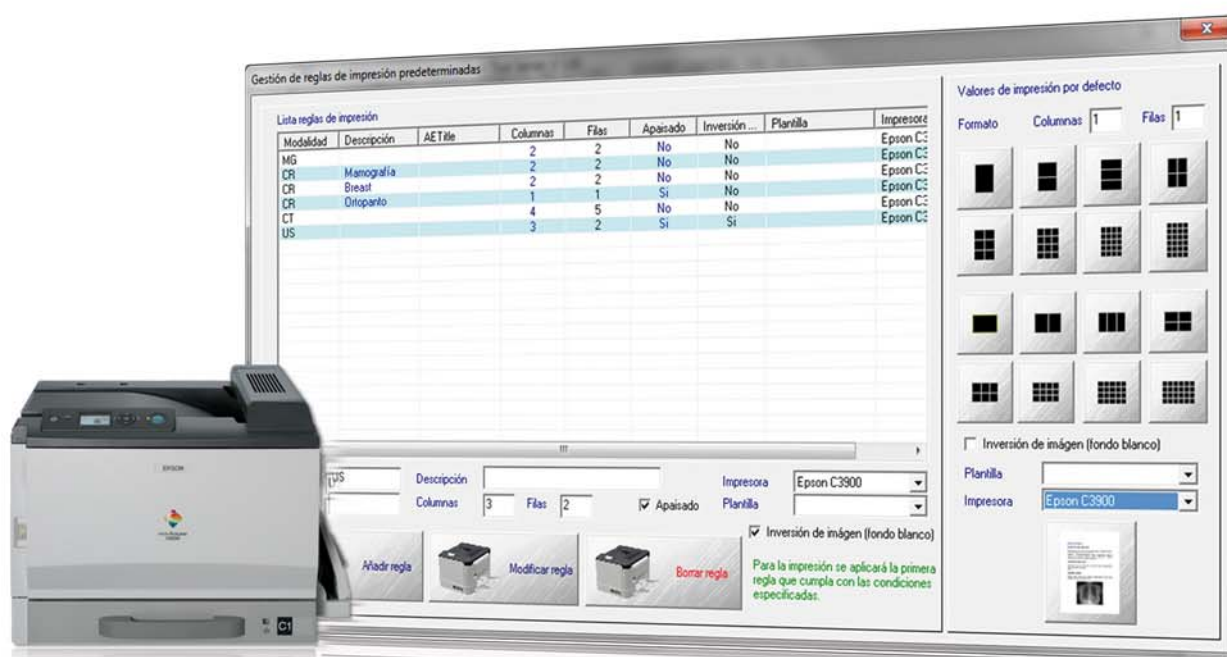 Gestión de reglas de impresión predeterminadas
Lista reglas de impresión
Modalidad Descripción AETitle Columnas Filas Apaisado Inversión ... Plantilla Impresora
MG 2 2 No No Epson C3
CR Mamografía 2 2 No No Epson C3
CR Breast 2 2 No No Epson C3
CR Ortopanto 1 1 Si No Epson C3
CT 4 5 No No Epson C3
US 3 2 Si Si Epson C3
US Descripción Impresora Epson C3900
Columnas 3 Filas 2 Apaisado Plantilla
Inversión de imágen (fondo blanco)
Añadir regla
Modificar regla
Borrar regla
Para la impresión se aplicará la primera
regla que cumpla con las condiciones
especificadas.
Valores de impresión por defecto
Formato Columnas 1 Filas 1
Inversión de imágen (fondo blanco)
Plantilla
Impresora Epson C3900
EPSON
C1